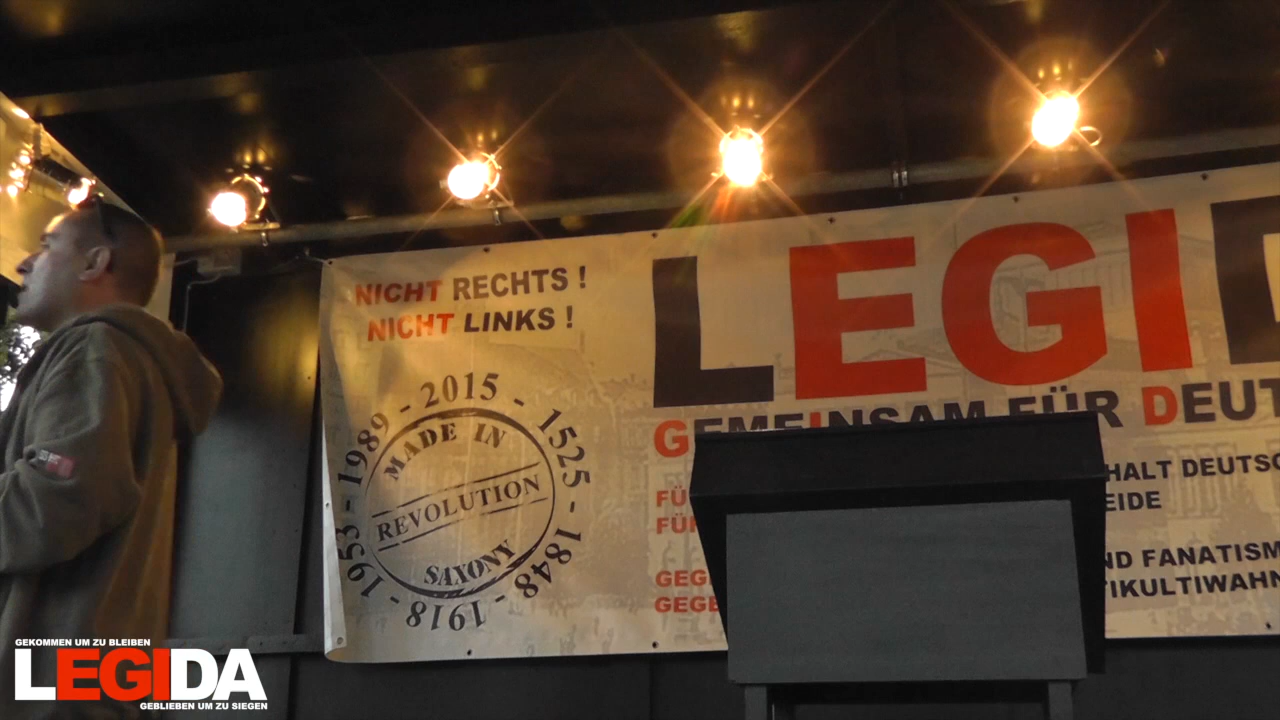 NICHT RECHTS !
NICHT LINKS !
LEGID
GEMEINSAM FÜR DEUT
1953 - 1989 - 2015 - 1525 - 1848 - 1918 -
MADE IN
REVOLUTION
SAXONY
HALT DEUTSC
EIDE
ND FANATISM
TIKULTIWAHN
GEKOMMEN UM ZU BLEIBEN
LEGIDA
GEBLIEBEN UM ZU SIEGEN